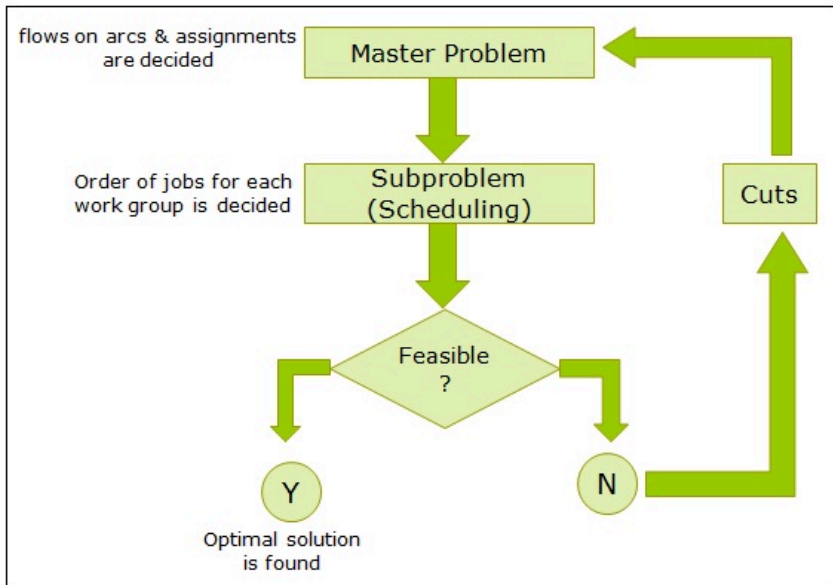 flows on arcs & assignments
are decided
Master Problem
Order of jobs for each
work group is decided
Subproblem
(Scheduling)
Cuts
Feasible
?
Y
N
Optimal solution
is found